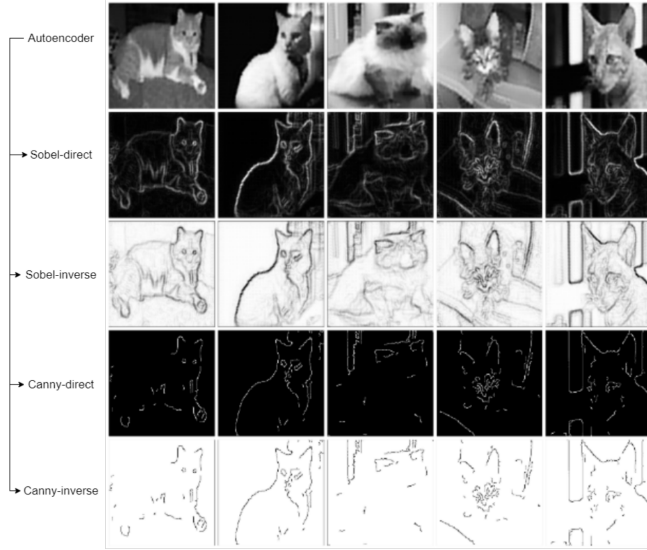 Autoencoder
Sobel-direct
Sobel-inverse
Canny-direct
Canny-inverse